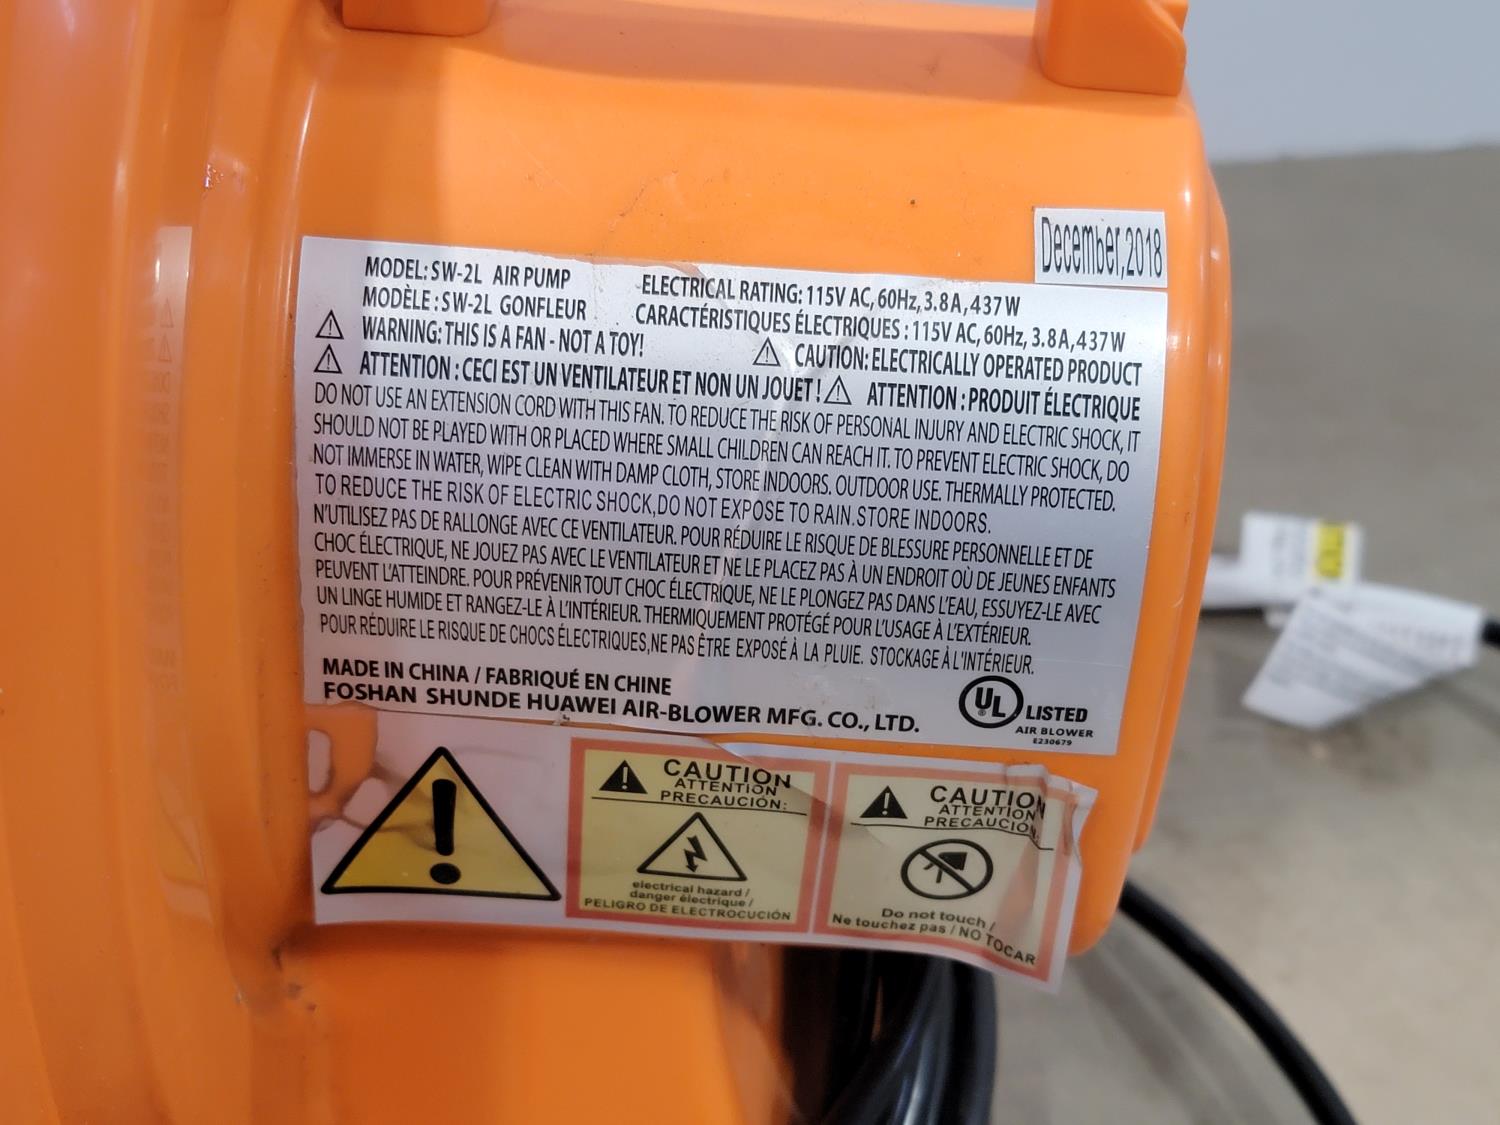 December,2018
MODEL: SW-2L AIR PUMP
MODÈLE : SW-2L GONFLEUR
ELECTRICAL RATING: 115V AC, 60Hz, 3.8A, 437W
CARACTÉRISTIQUES ÉLECTRIQUES : 115V AC, 60Hz, 3.8A, 437W
WARNING: THIS IS A FAN - NOT A TOY!
CAUTION: ELECTRICALLY OPERATED PRODUCT
ATTENTION : CECI EST UN VENTILATEUR ET NON UN JOUET !
ATTENTION : PRODUIT ÉLECTRIQUE
DO NOT USE AN EXTENSION CORD WITH THIS FAN. TO REDUCE THE RISK OF PERSONAL INJURY AND ELECTRIC SHOCK, IT
SHOULD NOT BE PLAYED WITH OR PLACED WHERE SMALL CHILDREN CAN REACH IT. TO PREVENT ELECTRIC SHOCK, DO
NOT IMMERSE IN WATER, WIPE CLEAN WITH DAMP CLOTH, STORE INDOORS. OUTDOOR USE. THERMALLY PROTECTED.
TO REDUCE THE RISK OF ELECTRIC SHOCK, DO NOT EXPOSE TO RAIN. STORE INDOORS.
N'UTILISEZ PAS DE RALLONGE AVEC CE VENTILATEUR. POUR RÉDUIRE LE RISQUE DE BLESSURE PERSONNELLE ET DE
CHOC ÉLECTRIQUE, NE JOUEZ PAS AVEC LE VENTILATEUR ET NE LE PLACEZ PAS À UN ENDROIT OÙ DE JEUNES ENFANTS
PEUVENT L'ATTEINDRE. POUR PRÉVENIR TOUT CHOC ÉLECTRIQUE, NE LE PLONGEZ PAS DANS L'EAU, ESSUYEZ-LE AVEC
UN LINGE HUMIDE ET RANGEZ-LE À L'INTÉRIEUR. THERMIQUEMENT PROTÉGÉ POUR L'USAGE À L'EXTÉRIEUR.
POUR RÉDUIRE LE RISQUE DE CHOCS ÉLECTRIQUES, NE PAS ÊTRE EXPOSÉ À LA PLUIE. STOCKAGE À L'INTÉRIEUR.
MADE IN CHINA / FABRIQUÉ EN CHINE
FOSHAN SHUNDE HUAWEI AIR-BLOWER MFG. CO., LTD.
UL ® LISTED
AIR BLOWER
E230679
CAUTION
ATTENTION
PRECAUCIÓN:
electrical hazard /
danger électrique /
PELIGRO DE ELECTROCUCIÓN
CAUTION
ATTENTION
PRECAUCIÓN:
Do not touch /
Ne touchez pas / NO TOCAR